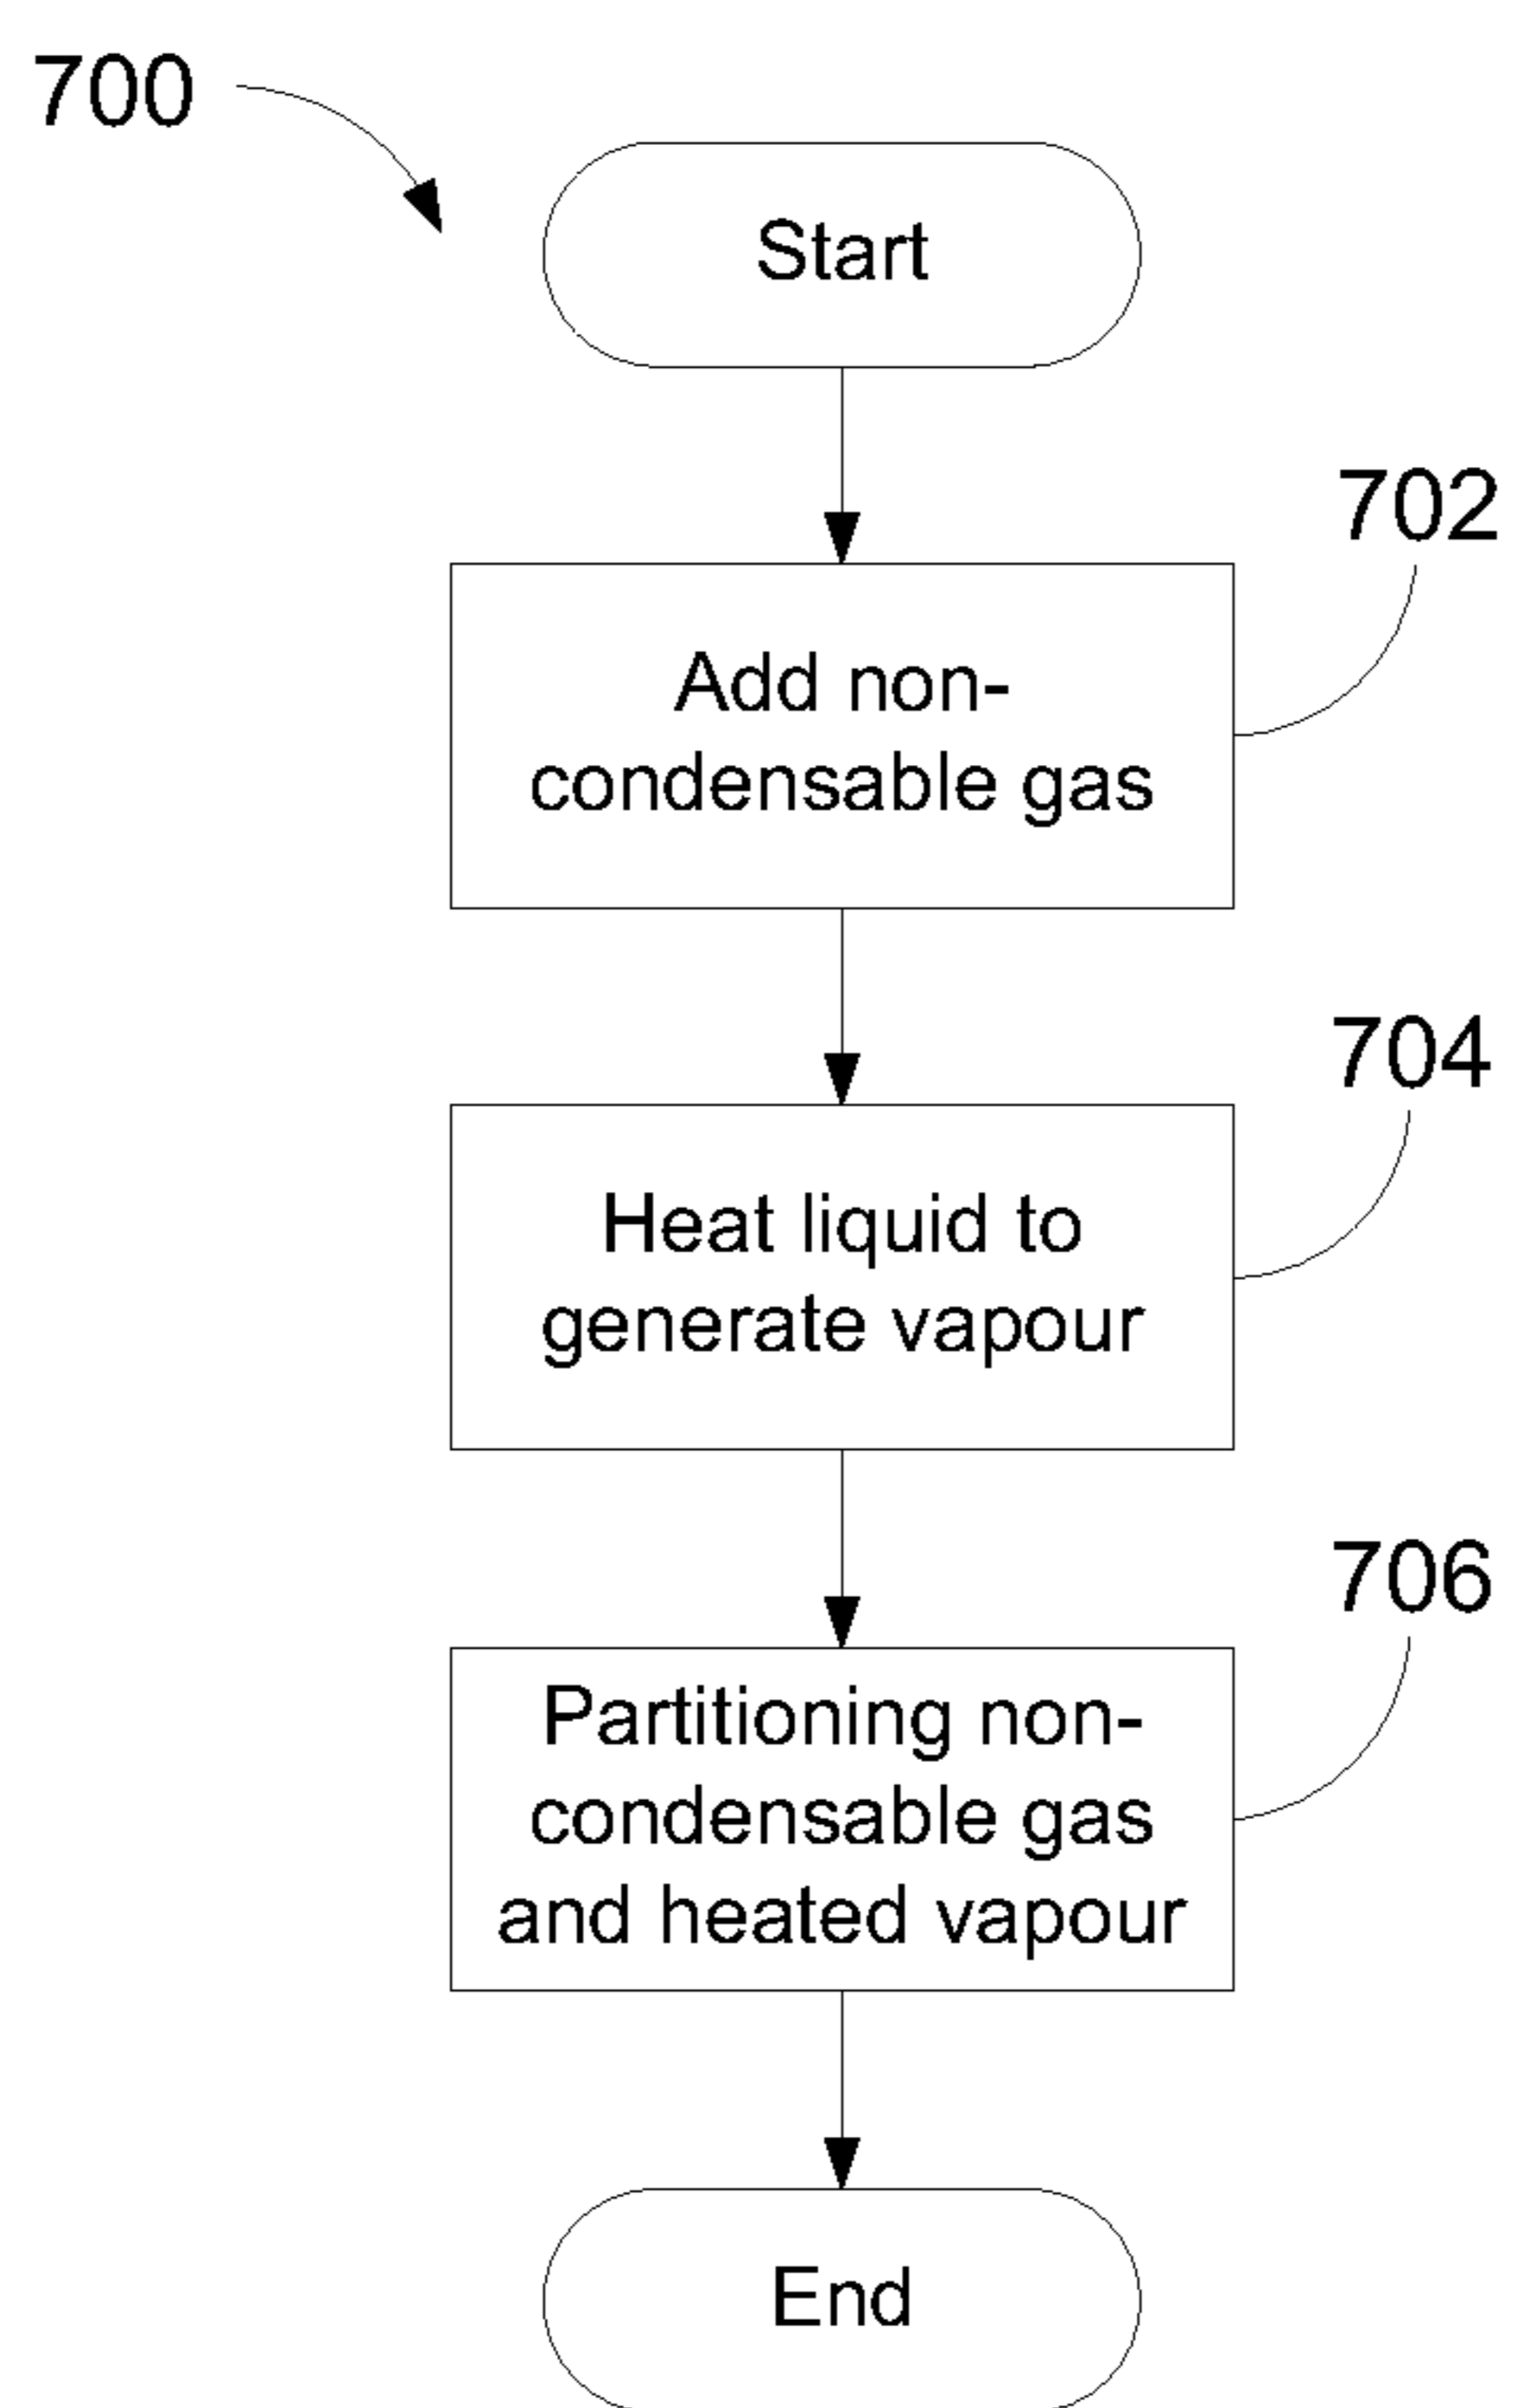 700
Start
702
Add non-
condensable gas
704
Heat liquid to
generate vapour
706
Partitioning non-
condensable gas
and heated vapour
End